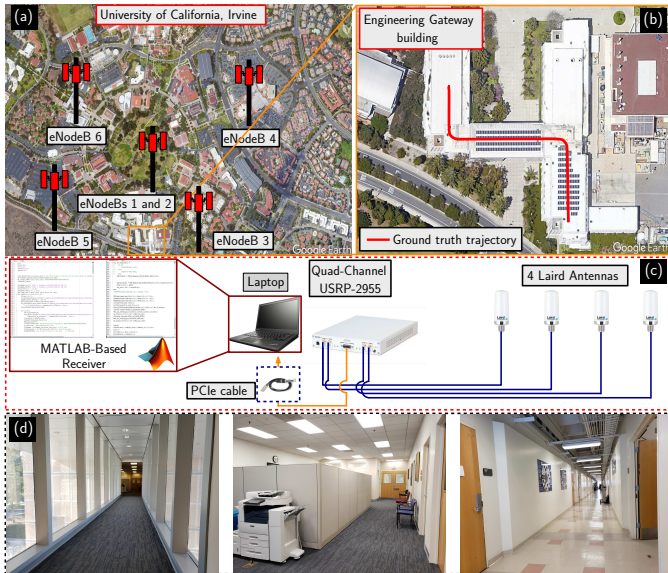 (a)
University of California, Irvine
eNodeB 6
eNodeB 4
eNodeBs 1 and 2
eNodeB 5
eNodeB 3
Google Earth
Engineering Gateway
building
(b)
Ground truth trajectory
Google Earth
(c)
Laptop
Quad-Channel
USRP-2955
4 Laird Antennas
MATLAB-Based
Receiver
PCIe cable
(d)